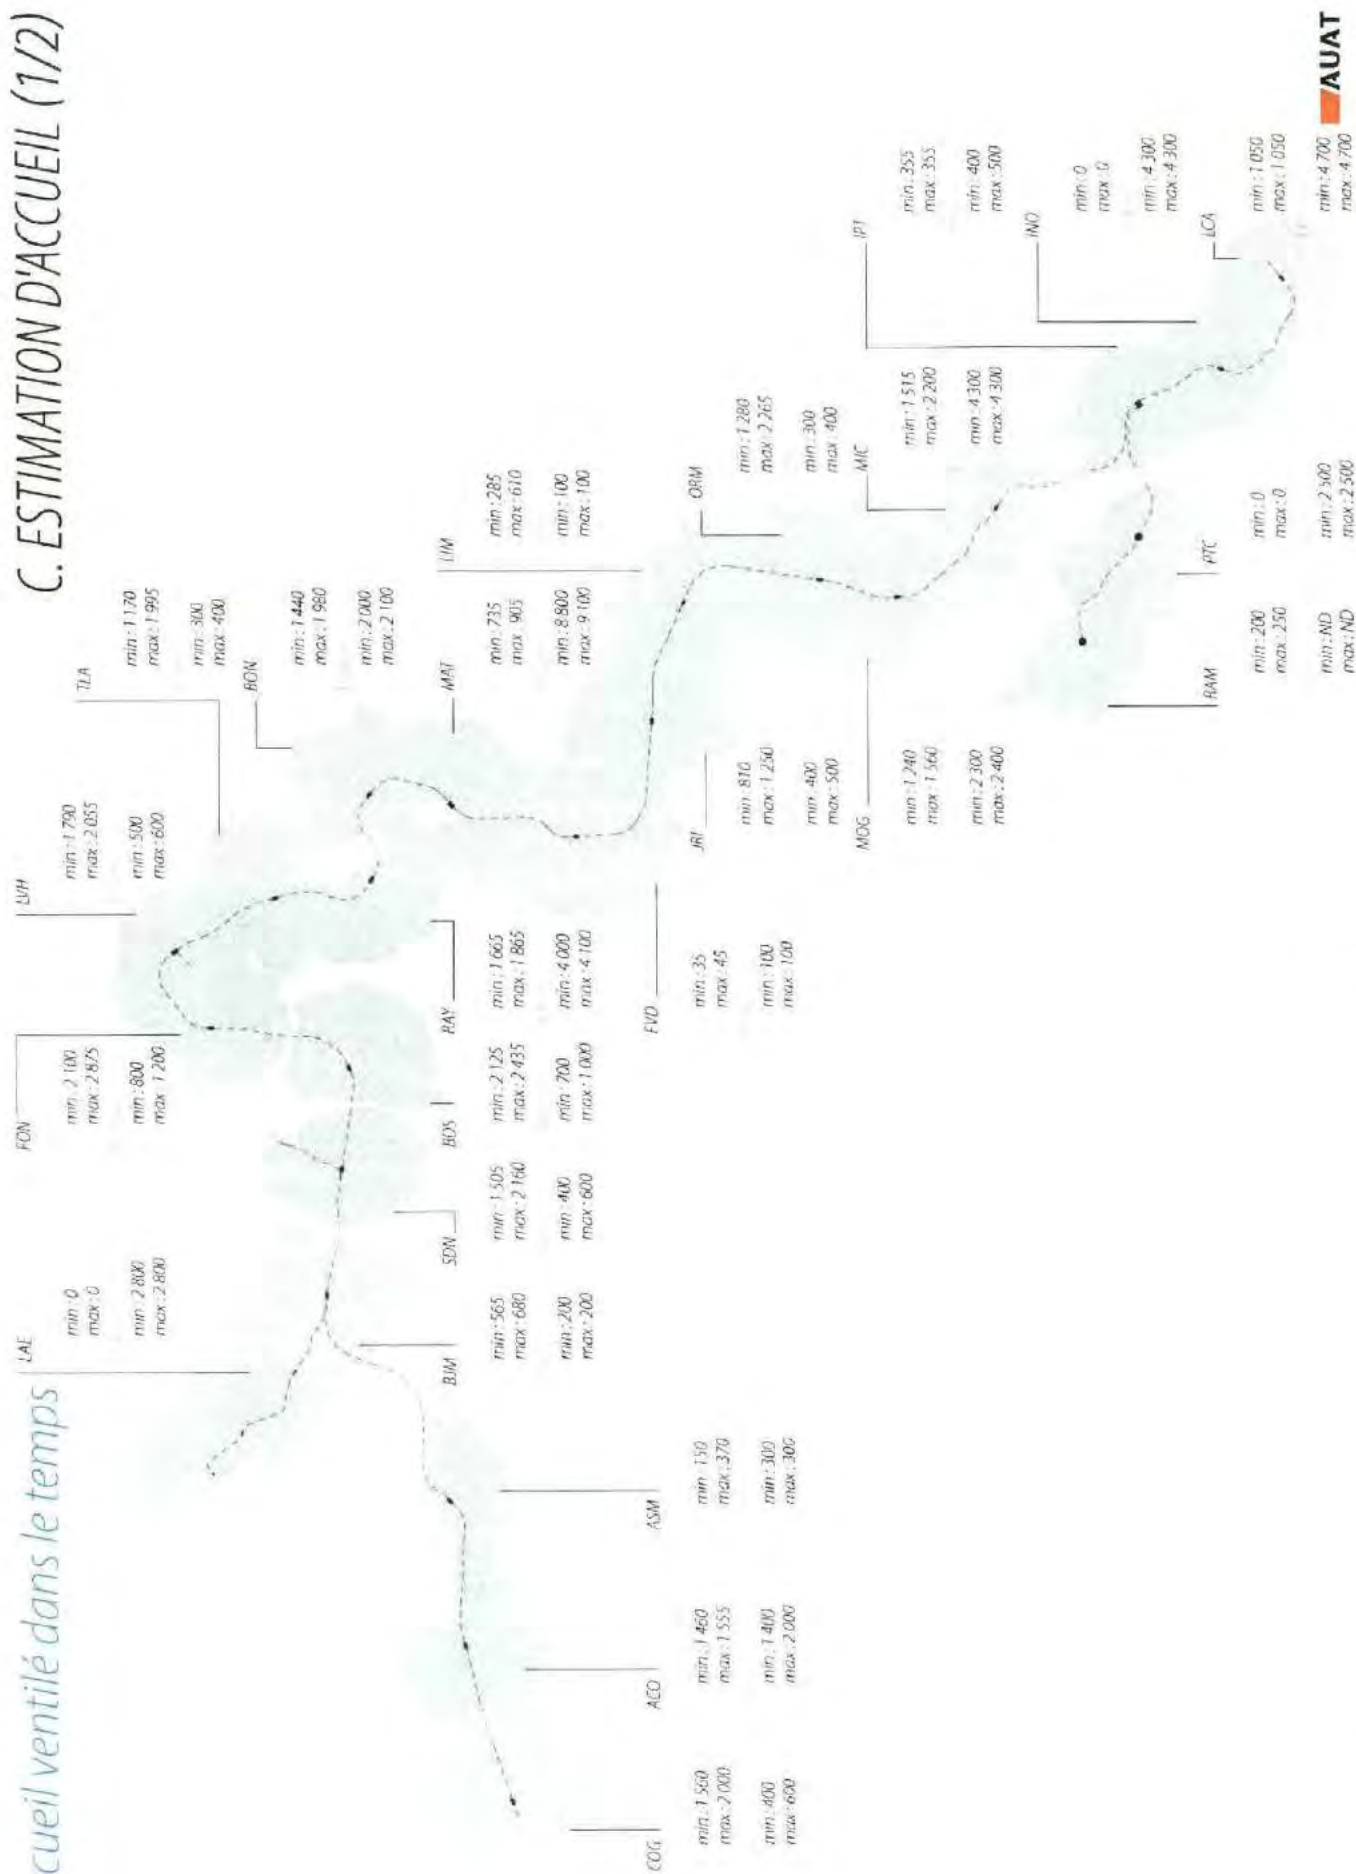 C. ESTIMATION D'ACCUEIL (1/2)
cueil ventilé dans le temps
LAE
min : 0
max : 0
min : 2 800
max : 2 800
FON
min : 2 100
max : 2 875
min : 800
max : 1 200
LVH
min : 1 790
max : 2 055
min : 500
max : 600
TLA
min : 1 170
max : 1 995
min : 300
max : 400
BON
min : 1 440
max : 1 980
min : 2 000
max : 2 100
COG
min : 1 560
max : 2 000
min : 400
max : 600
ACO
min : 1 460
max : 1 555
min : 1 400
max : 2 000
ASM
min : 150
max : 370
min : 300
max : 300
BJM
min : 565
max : 680
min : 200
max : 200
SDN
min : 1 505
max : 2 160
min : 400
max : 600
BOS
min : 2 125
max : 2 435
min : 700
max : 1 000
RAY
min : 1 665
max : 1 865
min : 4 000
max : 4 100
MAT
min : 735
max : 905
min : 8 800
max : 9 100
LIM
min : 285
max : 610
min : 100
max : 100
FVD
min : 35
max : 45
min : 100
max : 100
JRI
min : 810
max : 1 250
min : 400
max : 500
ORM
min : 1 280
max : 2 265
min : 300
max : 400
MOG
min : 1 240
max : 1 560
min : 2 300
max : 2 400
MIC
min : 1 515
max : 2 200
min : 4 300
max : 4 300
IPT
min : 355
max : 355
min : 400
max : 500
INO
min : 0
max : 0
min : 4 300
max : 4 300
RAM
min : 200
max : 250
min : ND
max : ND
PTC
min : 0
max : 0
min : 2 500
max : 2 500
LCA
min : 1 050
max : 1 050
min : 4 700
max : 4 700
AUAT